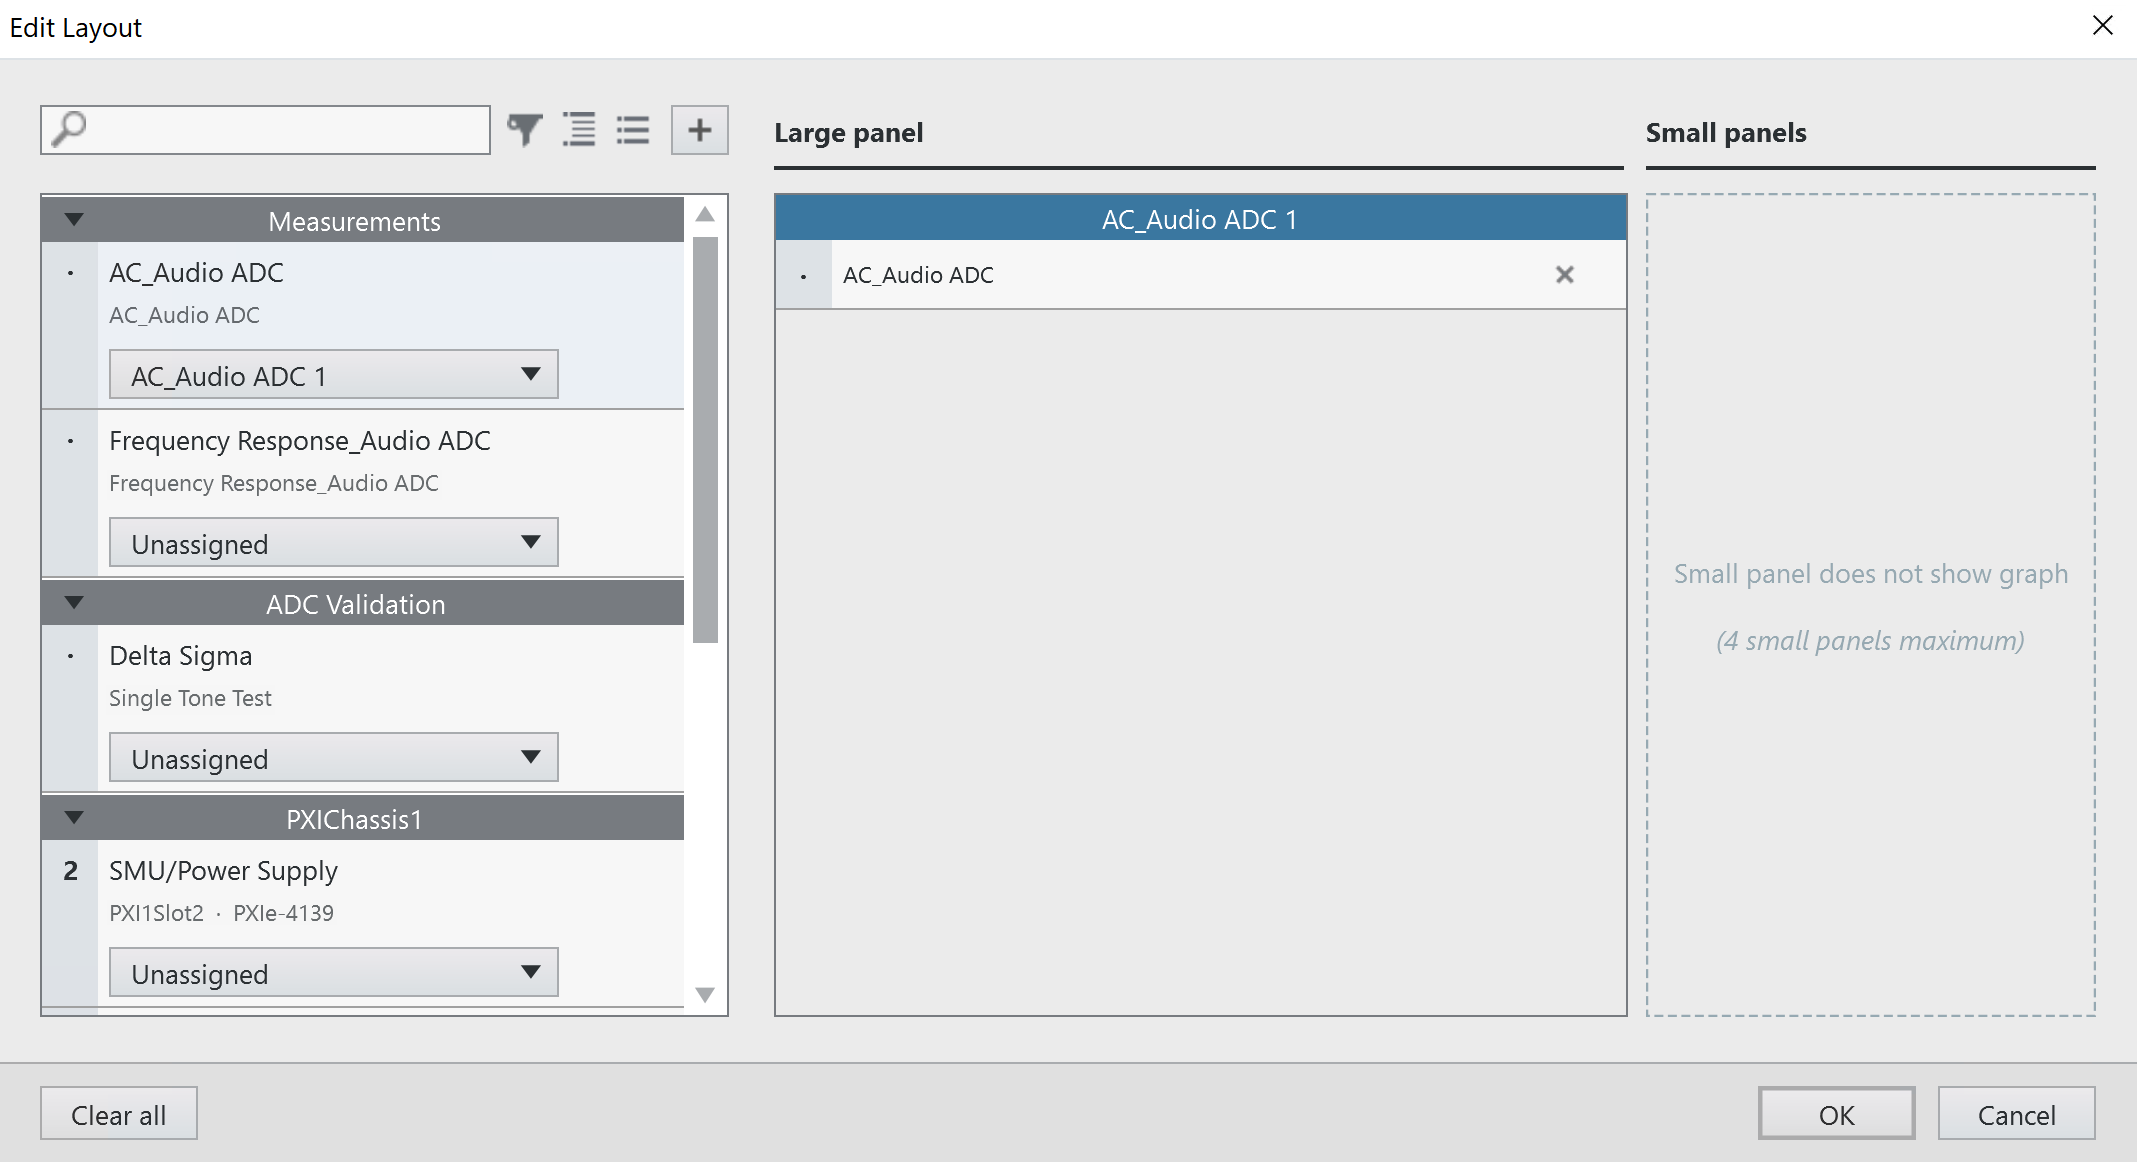 Edit Layout
Large panel
Small panels
Measurements
AC_Audio ADC
AC_Audio ADC
AC_Audio ADC 1
Frequency Response_Audio ADC
Frequency Response_Audio ADC
Unassigned
ADC Validation
Delta Sigma
Single Tone Test
Unassigned
PXIChassis1
2 SMU/Power Supply
PXI1Slot2 · PXIe-4139
Unassigned
AC_Audio ADC 1
AC_Audio ADC
Small panel does not show graph
(4 small panels maximum)
Clear all
OK
Cancel